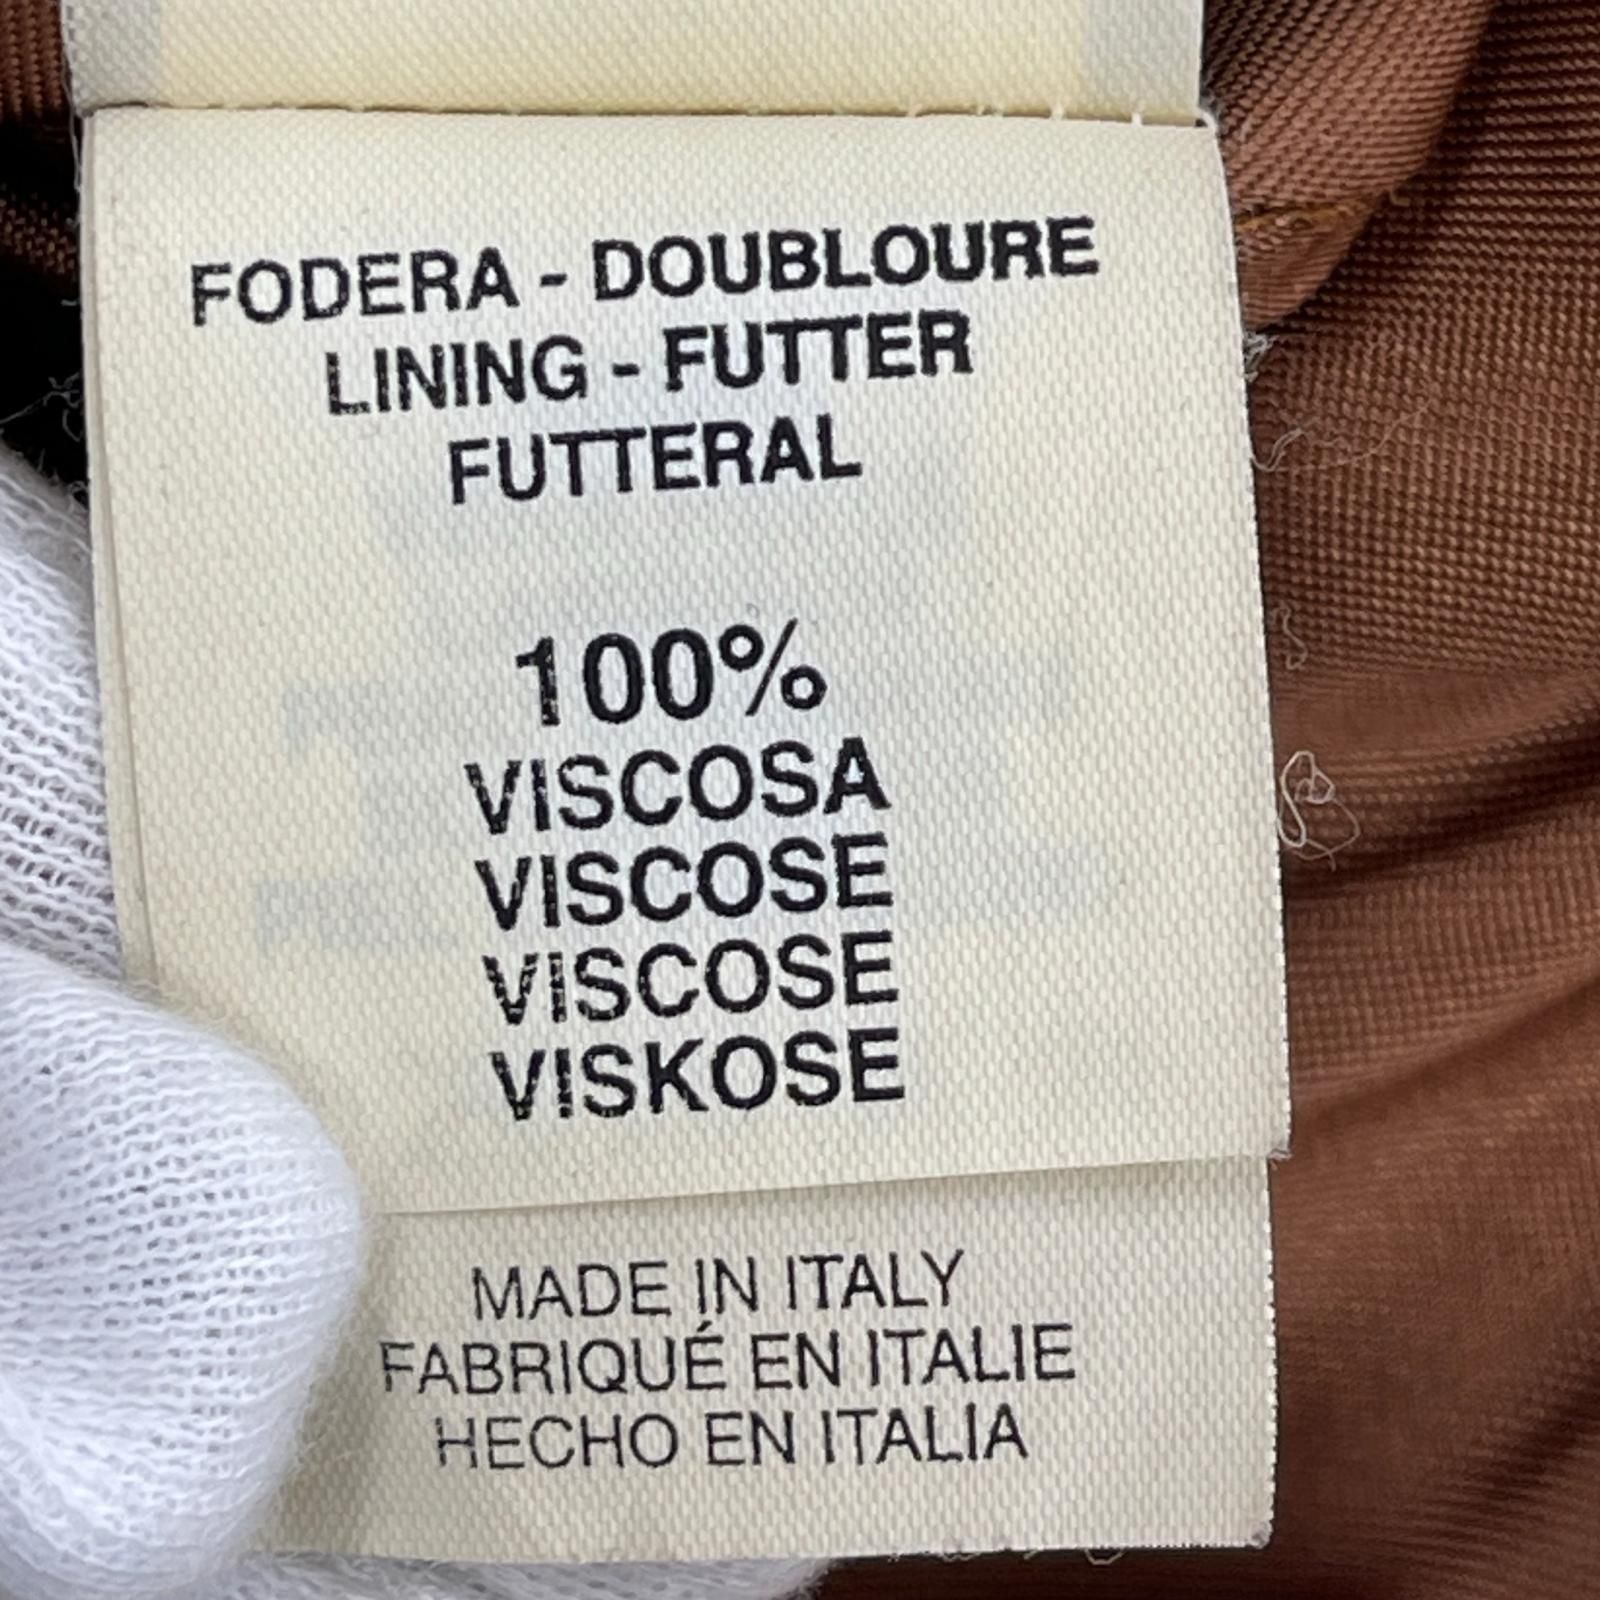 FODERA - DOUBLOURE
LINING - FUTTER
FUTTERAL
100%
VISCOSA
VISCOSE
VISCOSE
VISKOSE
MADE IN ITALY
FABRIQUÉ EN ITALIE
HECHO EN ITALIA